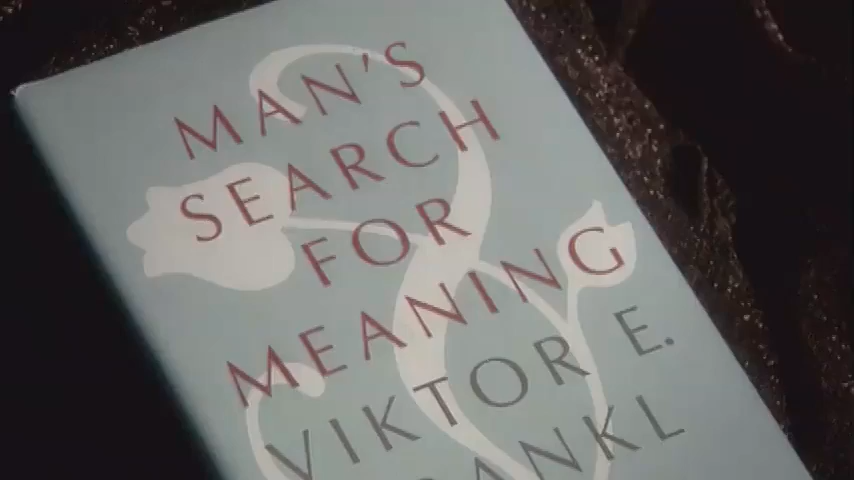 MAN'S
SEARCH
FOR
MEANING
VIKTOR E.